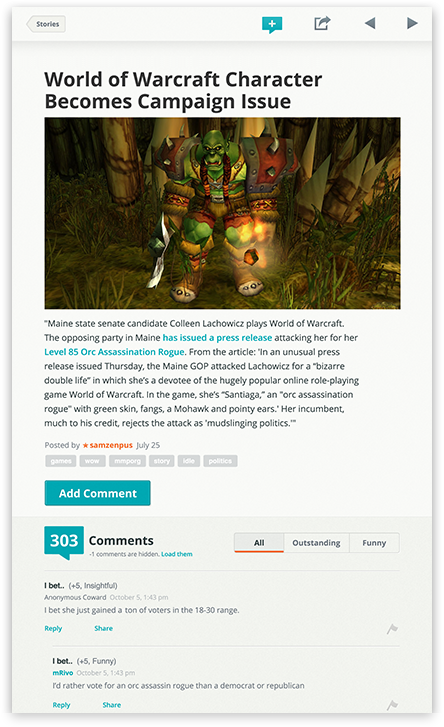 Stories
World of Warcraft Character
Becomes Campaign Issue
"Maine state senate candidate Colleen Lachowicz plays World of Warcraft.
The opposing party in Maine has issued a press release attacking her for her
Level 85 Orc Assassination Rogue. From the article: 'In an unusual press
release issued Thursday, the Maine GOP attacked Lachowicz for a “bizarre
double life” in which she’s a devotee of the hugely popular online role-playing
game World of Warcraft. In the game, she’s “Santiaga,” an "orc assassination
rogue" with green skin, fangs, a Mohawk and pointy ears.' Her incumbent,
much to his credit, rejects the attack as 'mudslinging politics.'"
Posted by ★samzenpus July 25
games wow mmporg story idle politics
Add Comment
303 Comments All Outstanding Funny
-1 comments are hidden. Load them
I bet.. (+5, Insightful)
Anonymous Coward October 5, 1:43 pm
I bet she just gained a ton of voters in the 18-30 range.
Reply Share
I bet.. (+5, Funny)
mRivo October 5, 1:43 pm
I’d rather vote for an orc assassin rogue than a democrat or republican
Reply Share